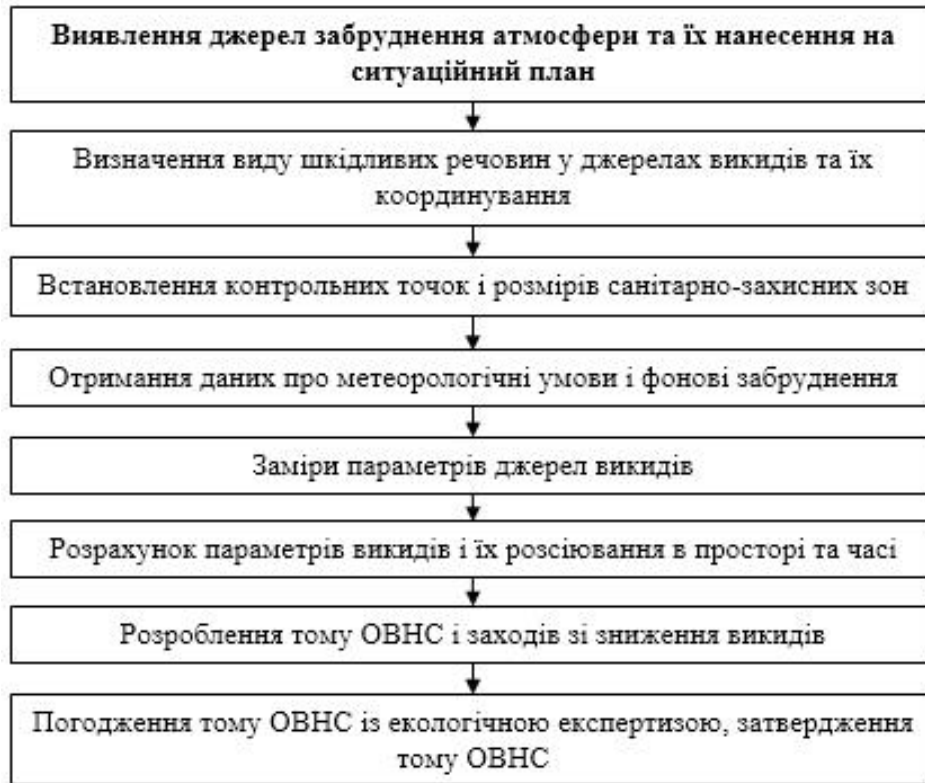 Виявлення джерел забруднення атмосфери та їх нанесення на
ситуаційний план
Визначення виду шкідливих речовин у джерелах викидів та їх
координування
Встановлення контрольних точок і розмірів санітарно-захисних зон
Отримання даних про метеорологічні умови і фонові забруднення
Заміри параметрів джерел викидів
Розрахунок параметрів викидів і їх розсіювання в просторі та часі
Розроблення тому ОВНС і заходів зі зниження викидів
Погодження тому ОВНС із екологічною експертизою, затвердження
тому ОВНС